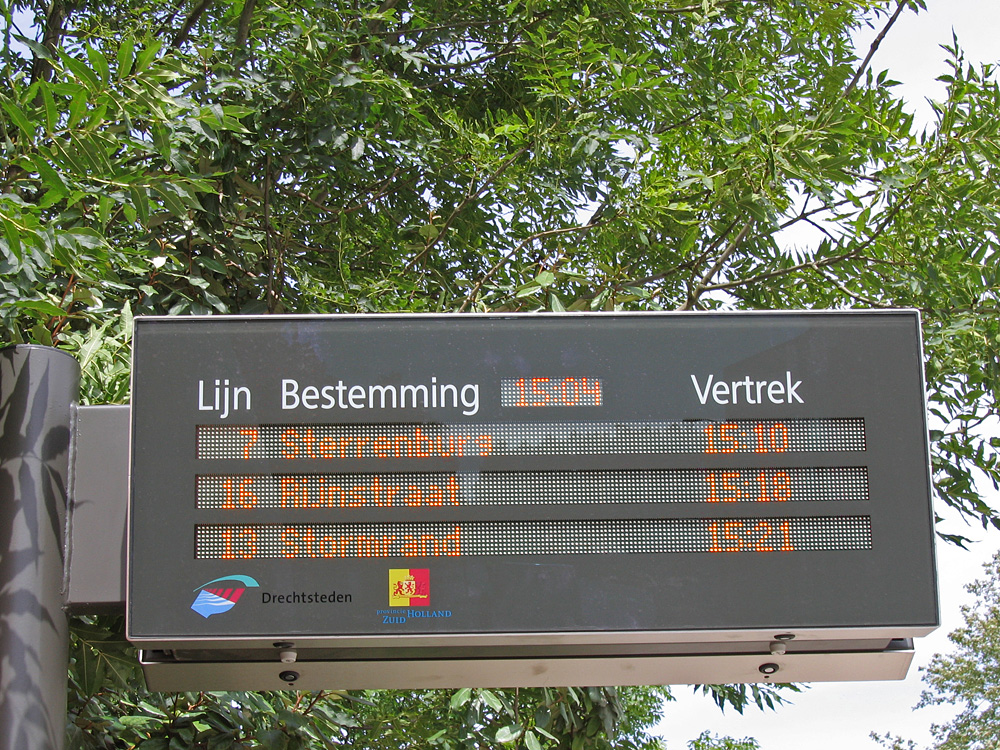 Lijn Bestemming 15:04 Vertrek
7 Sterrenburg 15:10
16 Rijnstraat 15:18
13 Stormrand 15:21
Drechtsteden
PROVINCIE
ZUID HOLLAND